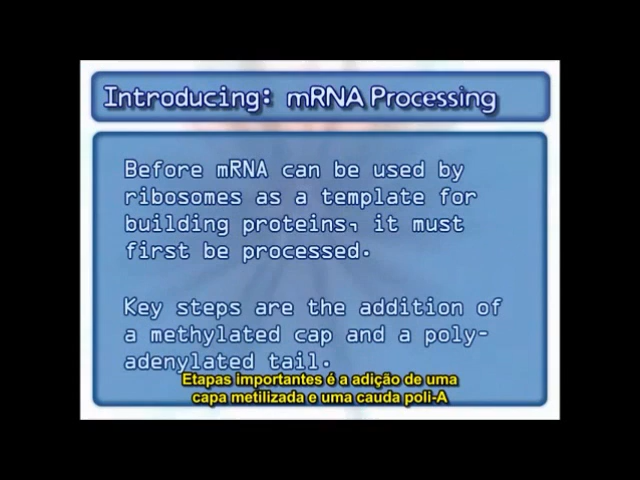 Introducing: mRNA Processing
Before mRNA can be used by
ribosomes as a template for
building proteins, it must
first be processed.
Key steps are the addition of
a methylated cap and a poly-
adenylated tail.
Etapas importantes é a adição de uma
capa metilizada e uma cauda poli-A